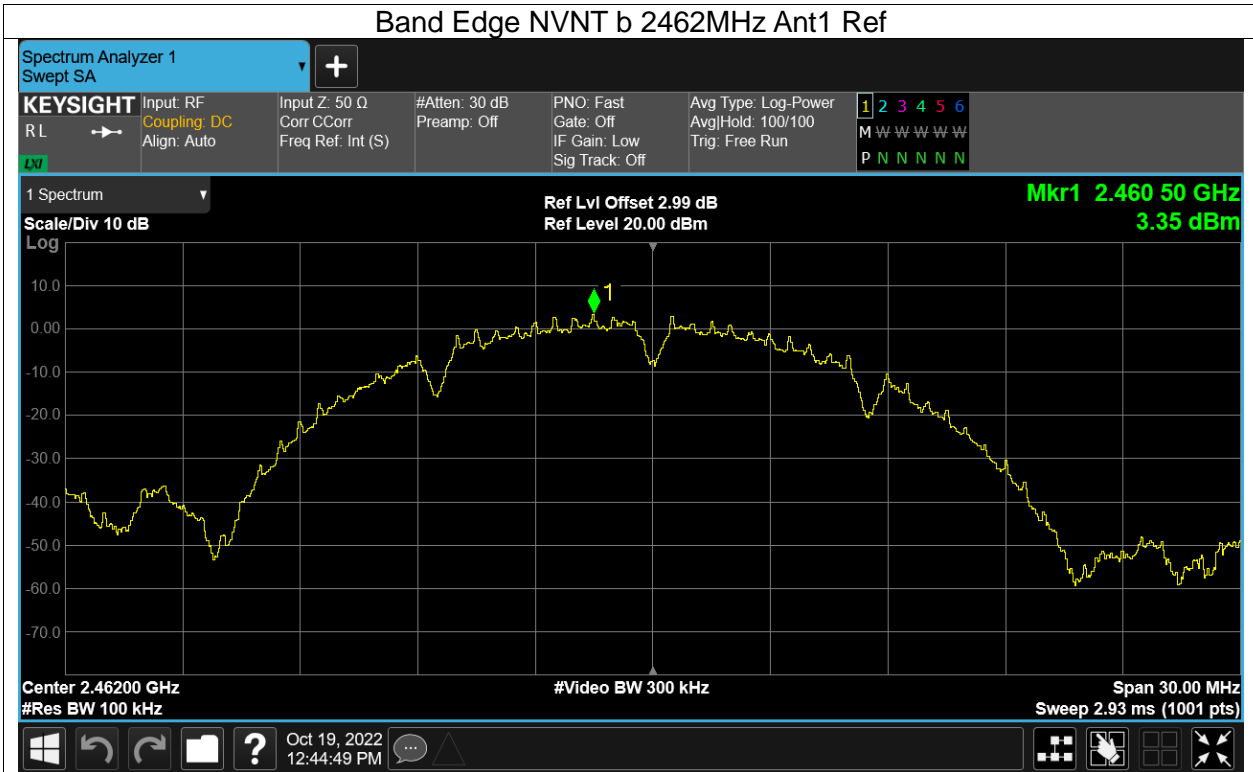 Band Edge NVNT b 2462MHz Ant1 Ref
Spectrum Analyzer 1
Swept SA
KEYSIGHT
R L
LXI
Input: RF
Coupling: DC
Align: Auto
Input Z: 50 Ω
Corr CCorr
Freq Ref: Int (S)
#Atten: 30 dB
Preamp: Off
PNO: Fast
Gate: Off
IF Gain: Low
Sig Track: Off
Avg Type: Log-Power
Avg|Hold: 100/100
Trig: Free Run
1 2 3 4 5 6
M W W W W W
P N N N N N
1 Spectrum
Scale/Div 10 dB
Log
Ref Lvl Offset 2.99 dB
Ref Level 20.00 dBm
Mkr1 2.460 50 GHz
3.35 dBm
1
10.0
0.00
-10.0
-20.0
-30.0
-40.0
-50.0
-60.0
-70.0
Center 2.46200 GHz
#Res BW 100 kHz
#Video BW 300 kHz
Span 30.00 MHz
Sweep 2.93 ms (1001 pts)
?
Oct 19, 2022
12:44:49 PM